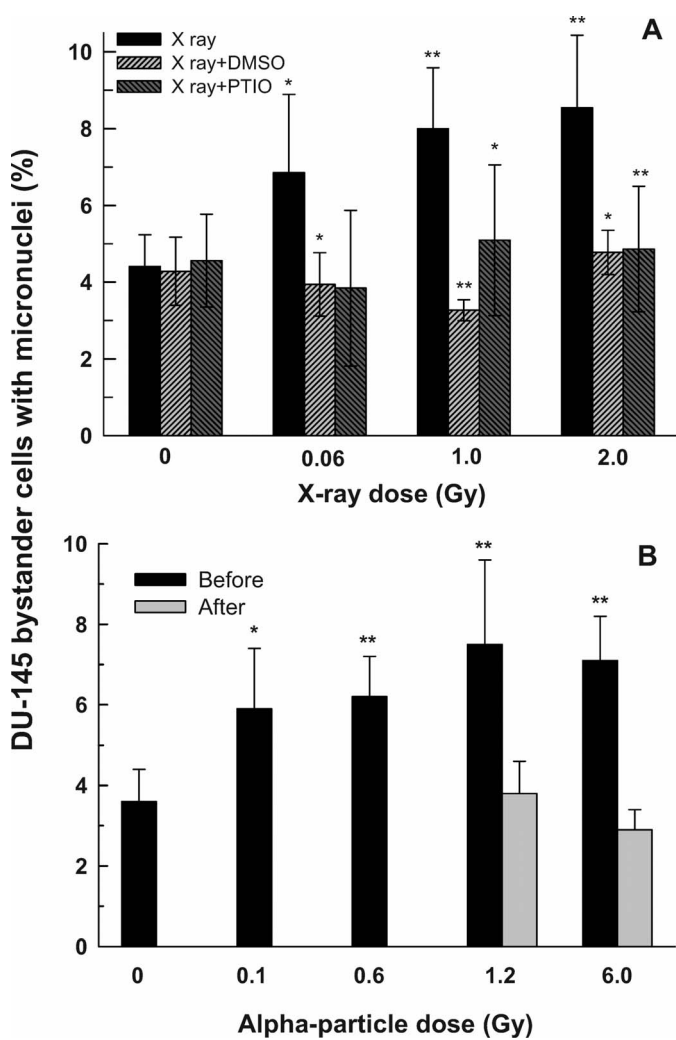 A
X ray
X ray+DMSO
X ray+PTIO
10
8
6
4
2
0
* ** **
* *
* **
**
0 0.06 1.0 2.0
X-ray dose (Gy)
DU-145 bystander cells with micronuclei (%)
B
Before
After
10
8
6
4
2
0
* ** ** **
0 0.1 0.6 1.2 6.0
Alpha-particle dose (Gy)